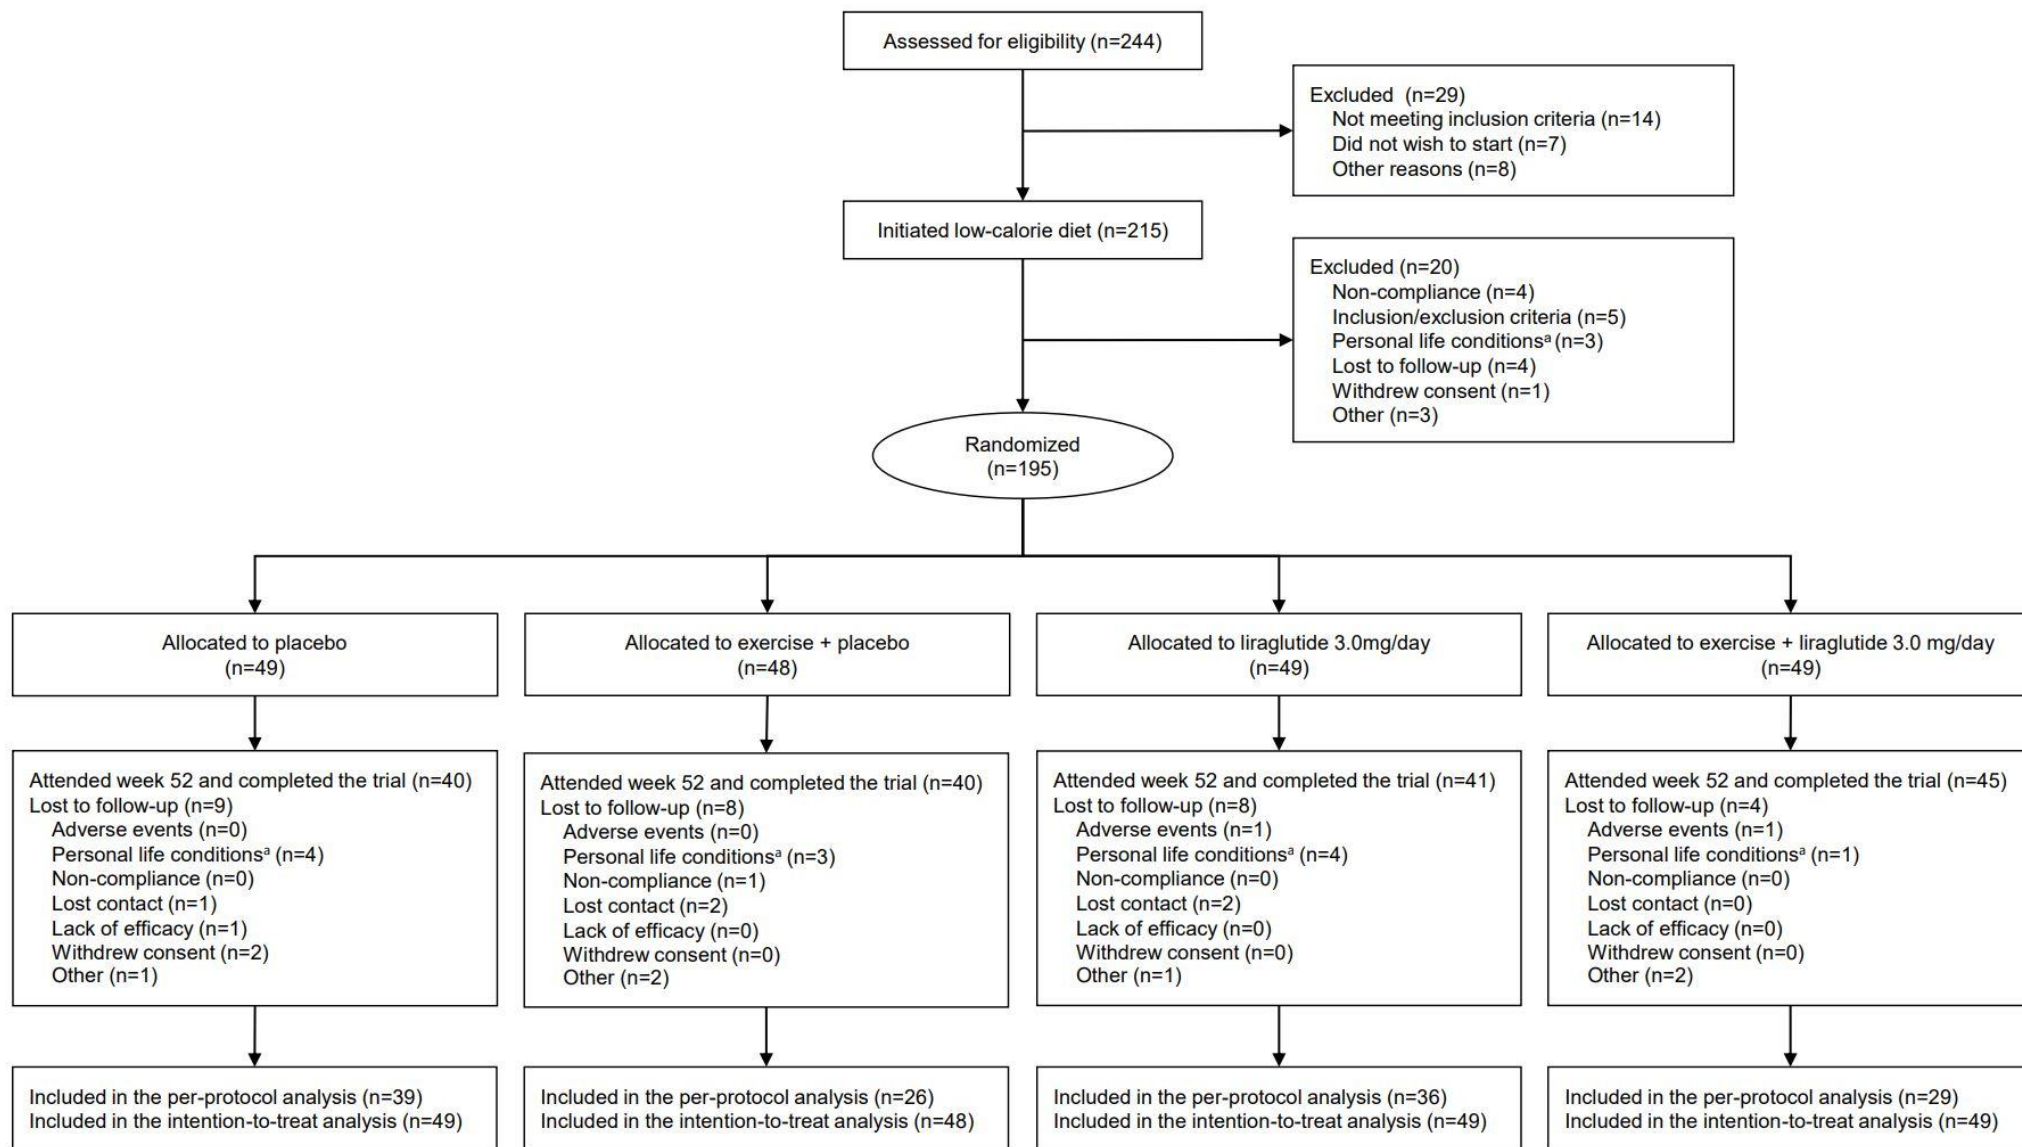 Assessed for eligibility (n=244)
Excluded (n=29)
Not meeting inclusion criteria (n=14)
Did not wish to start (n=7)
Other reasons (n=8)
Initiated low-calorie diet (n=215)
Excluded (n=20)
Non-compliance (n=4)
Inclusion/exclusion criteria (n=5)
Personal life conditionsᵃ (n=3)
Lost to follow-up (n=4)
Withdrew consent (n=1)
Other (n=3)
Randomized
(n=195)
Allocated to placebo
(n=49)
Allocated to exercise + placebo
(n=48)
Allocated to liraglutide 3.0mg/day
(n=49)
Allocated to exercise + liraglutide 3.0 mg/day
(n=49)
Attended week 52 and completed the trial (n=40)
Lost to follow-up (n=9)
Adverse events (n=0)
Personal life conditionsᵃ (n=4)
Non-compliance (n=0)
Lost contact (n=1)
Lack of efficacy (n=1)
Withdrew consent (n=2)
Other (n=1)
Attended week 52 and completed the trial (n=40)
Lost to follow-up (n=8)
Adverse events (n=0)
Personal life conditionsᵃ (n=3)
Non-compliance (n=1)
Lost contact (n=2)
Lack of efficacy (n=0)
Withdrew consent (n=0)
Other (n=2)
Attended week 52 and completed the trial (n=41)
Lost to follow-up (n=8)
Adverse events (n=1)
Personal life conditionsᵃ (n=4)
Non-compliance (n=0)
Lost contact (n=2)
Lack of efficacy (n=0)
Withdrew consent (n=0)
Other (n=1)
Attended week 52 and completed the trial (n=45)
Lost to follow-up (n=4)
Adverse events (n=1)
Personal life conditionsᵃ (n=1)
Non-compliance (n=0)
Lost contact (n=0)
Lack of efficacy (n=0)
Withdrew consent (n=0)
Other (n=2)
Included in the per-protocol analysis (n=39)
Included in the intention-to-treat analysis (n=49)
Included in the per-protocol analysis (n=26)
Included in the intention-to-treat analysis (n=48)
Included in the per-protocol analysis (n=36)
Included in the intention-to-treat analysis (n=49)
Included in the per-protocol analysis (n=29)
Included in the intention-to-treat analysis (n=49)